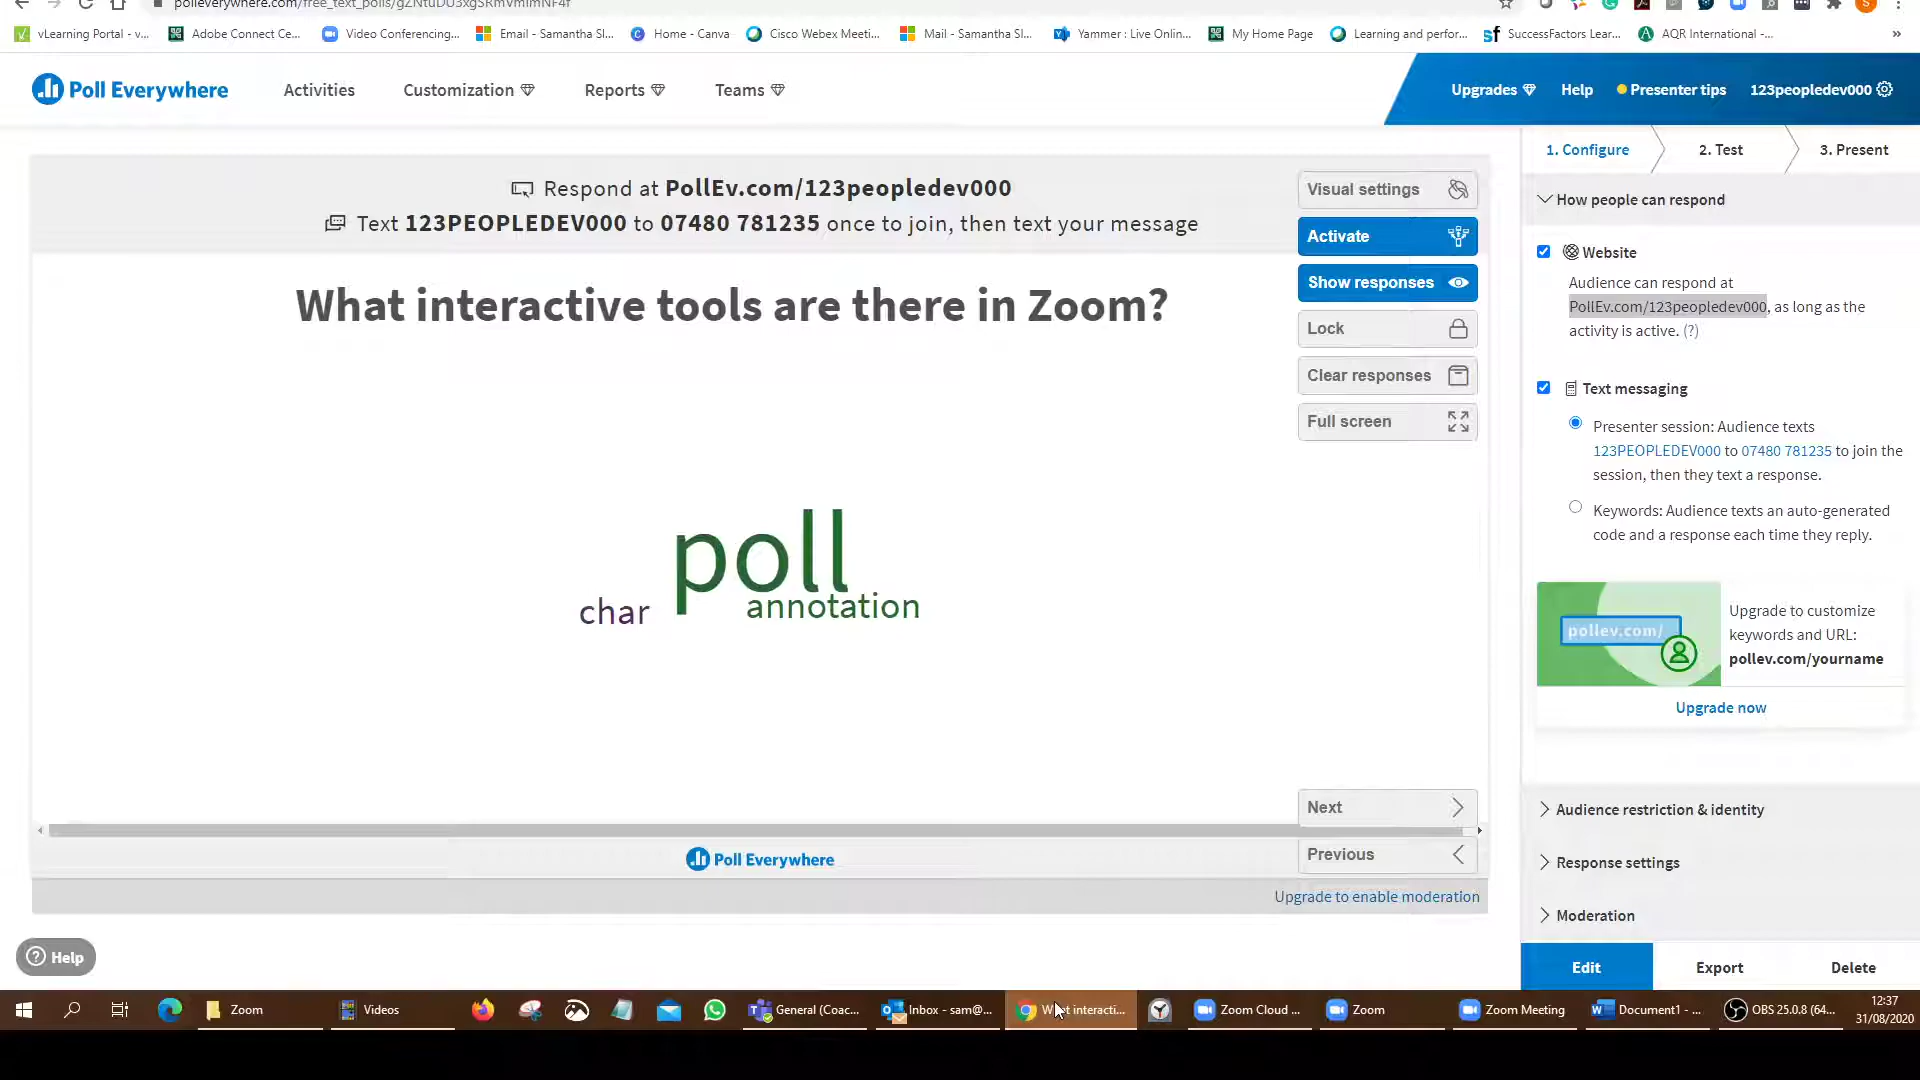 polleverywhere.com/free_text_polls/gZNtuDU3xgSRmVmimNF4f
vLearning Portal - v...
Adobe Connect Ce...
Video Conferencing...
Email - Samantha Sl...
Home - Canva
Cisco Webex Meeti...
Mail - Samantha Sl...
Yammer : Live Onlin...
My Home Page
Learning and perfor...
SuccessFactors Lear...
AQR International -...
»
Poll Everywhere
Activities
Customization
Reports
Teams
Upgrades
Help
Presenter tips
123peopledev000
1. Configure
2. Test
3. Present
Respond at PollEv.com/123peopledev000
Text 123PEOPLEDEV000 to 07480 781235 once to join, then text your message
What interactive tools are there in Zoom?
poll
char
annotation
Visual settings
Activate
Show responses
Lock
Clear responses
Full screen
Next
Previous
Poll Everywhere
Upgrade to enable moderation
How people can respond
Website
Audience can respond at
PollEv.com/123peopledev000, as long as the
activity is active. (?)
Text messaging
Presenter session: Audience texts
123PEOPLEDEV000 to 07480 781235 to join the
session, then they text a response.
Keywords: Audience texts an auto-generated
code and a response each time they reply.
pollev.com/
Upgrade to customize
keywords and URL:
pollev.com/yourname
Upgrade now
Audience restriction & identity
Response settings
Moderation
Edit
Export
Delete
Help
Zoom
Videos
General (Coac...
Inbox - sam@...
What interacti...
Zoom Cloud ...
Zoom
Zoom Meeting
Document1 - ...
OBS 25.0.8 (64...
12:37
31/08/2020